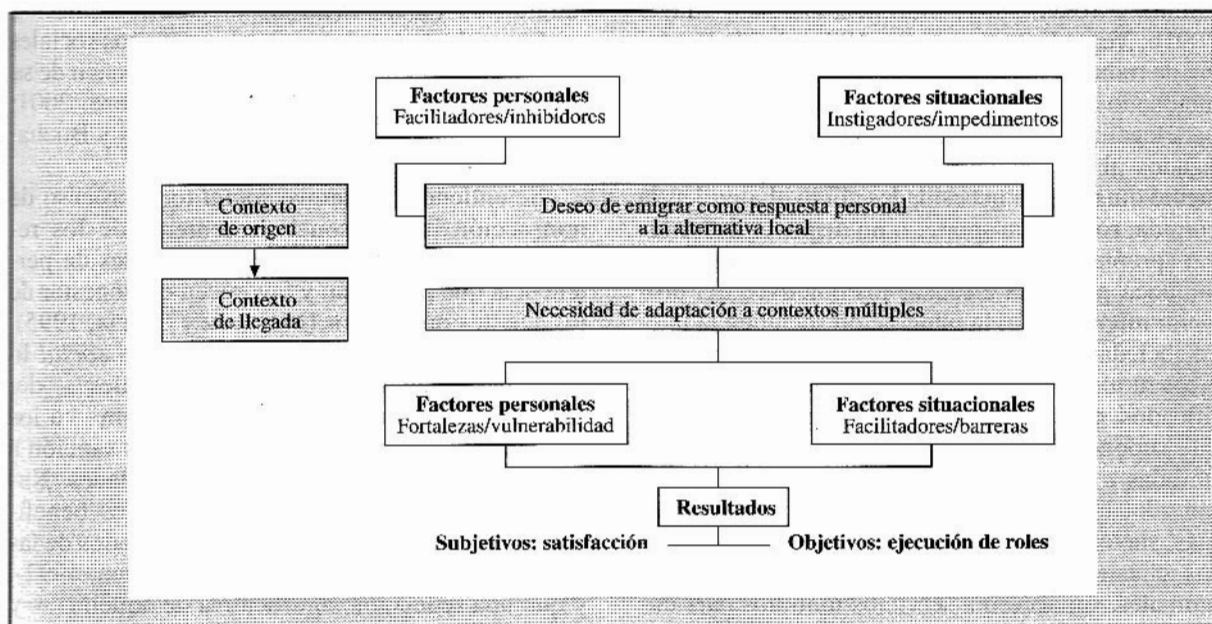 Factores personales
Facilitadores/inhibidores
Factores situacionales
Instigadores/impedimentos
Contexto
de origen
Deseo de emigrar como respuesta personal
a la alternativa local
Contexto
de llegada
Necesidad de adaptación a contextos múltiples
Factores personales
Fortalezas/vulnerabilidad
Factores situacionales
Facilitadores/barreras
Resultados
Subjetivos: satisfacción
Objetivos: ejecución de roles